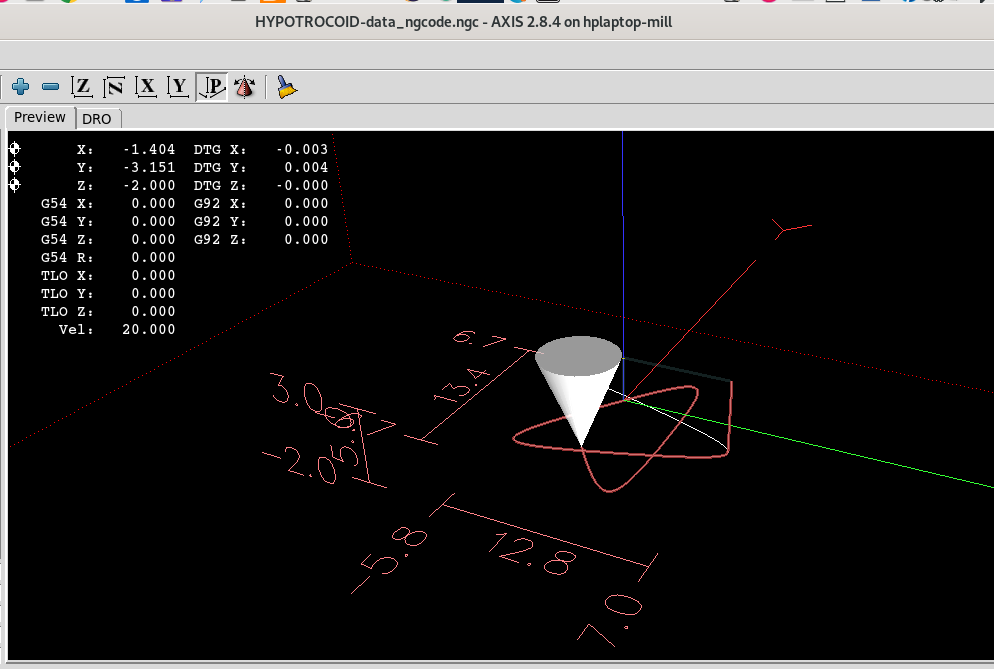 HYPOTROCOID-data_ngcode.ngc - AXIS 2.8.4 on hplaptop-mill
Z N X Y P
Preview DRO
X: -1.404 DTG X: -0.003
Y: -3.151 DTG Y: 0.004
Z: -2.000 DTG Z: -0.000
G54 X: 0.000 G92 X: 0.000
G54 Y: 0.000 G92 Y: 0.000
G54 Z: 0.000 G92 Z: 0.000
G54 R: 0.000
TLO X: 0.000
TLO Y: 0.000
TLO Z: 0.000
Vel: 20.000
Y
6.7
13.4
3.0
-2.0
-5.8
12.8
7.0